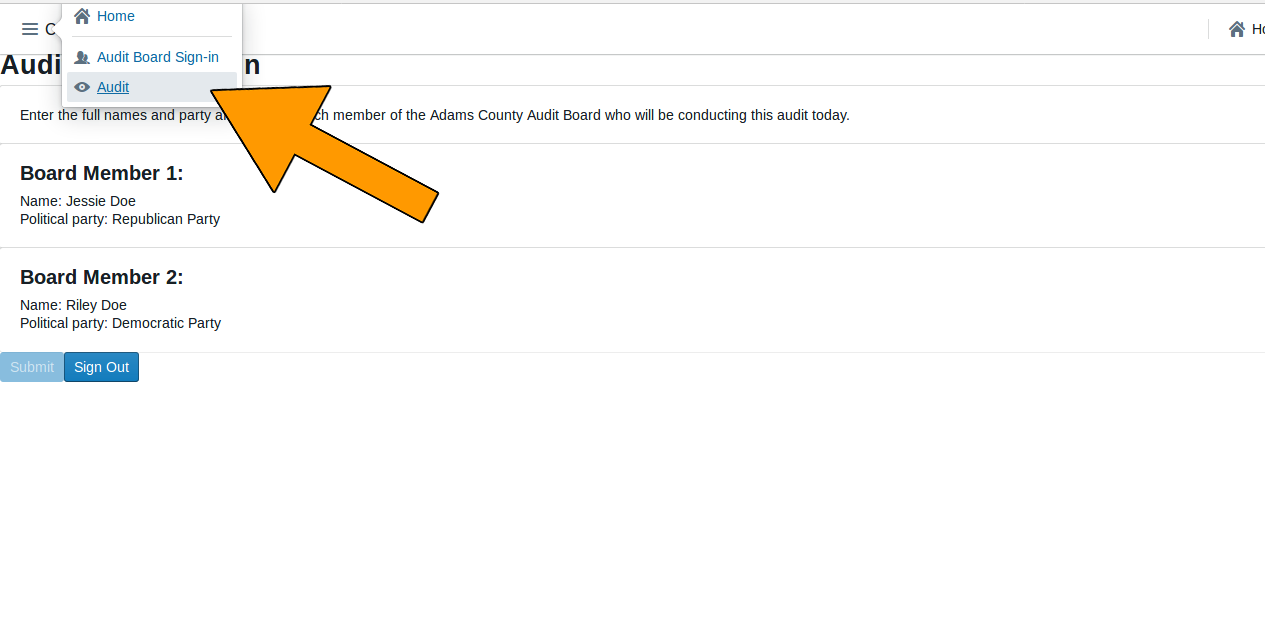 Home
C
Ho
Audit Board Sign-in
Audi n
Audit
Enter the full names and party a ch member of the Adams County Audit Board who will be conducting this audit today.
Board Member 1:
Name: Jessie Doe
Political party: Republican Party
Board Member 2:
Name: Riley Doe
Political party: Democratic Party
Submit
Sign Out